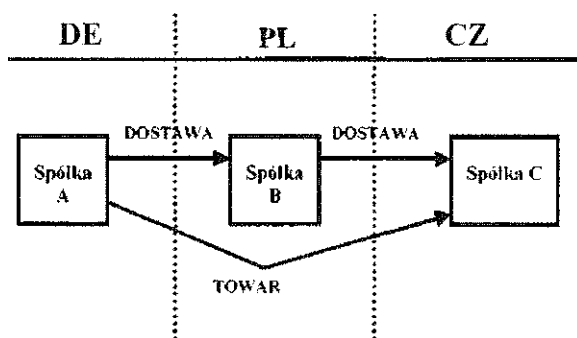 DE PL CZ
DOSTAWA DOSTAWA
Spółka
A
Spółka
B
Spółka C
TOWAR